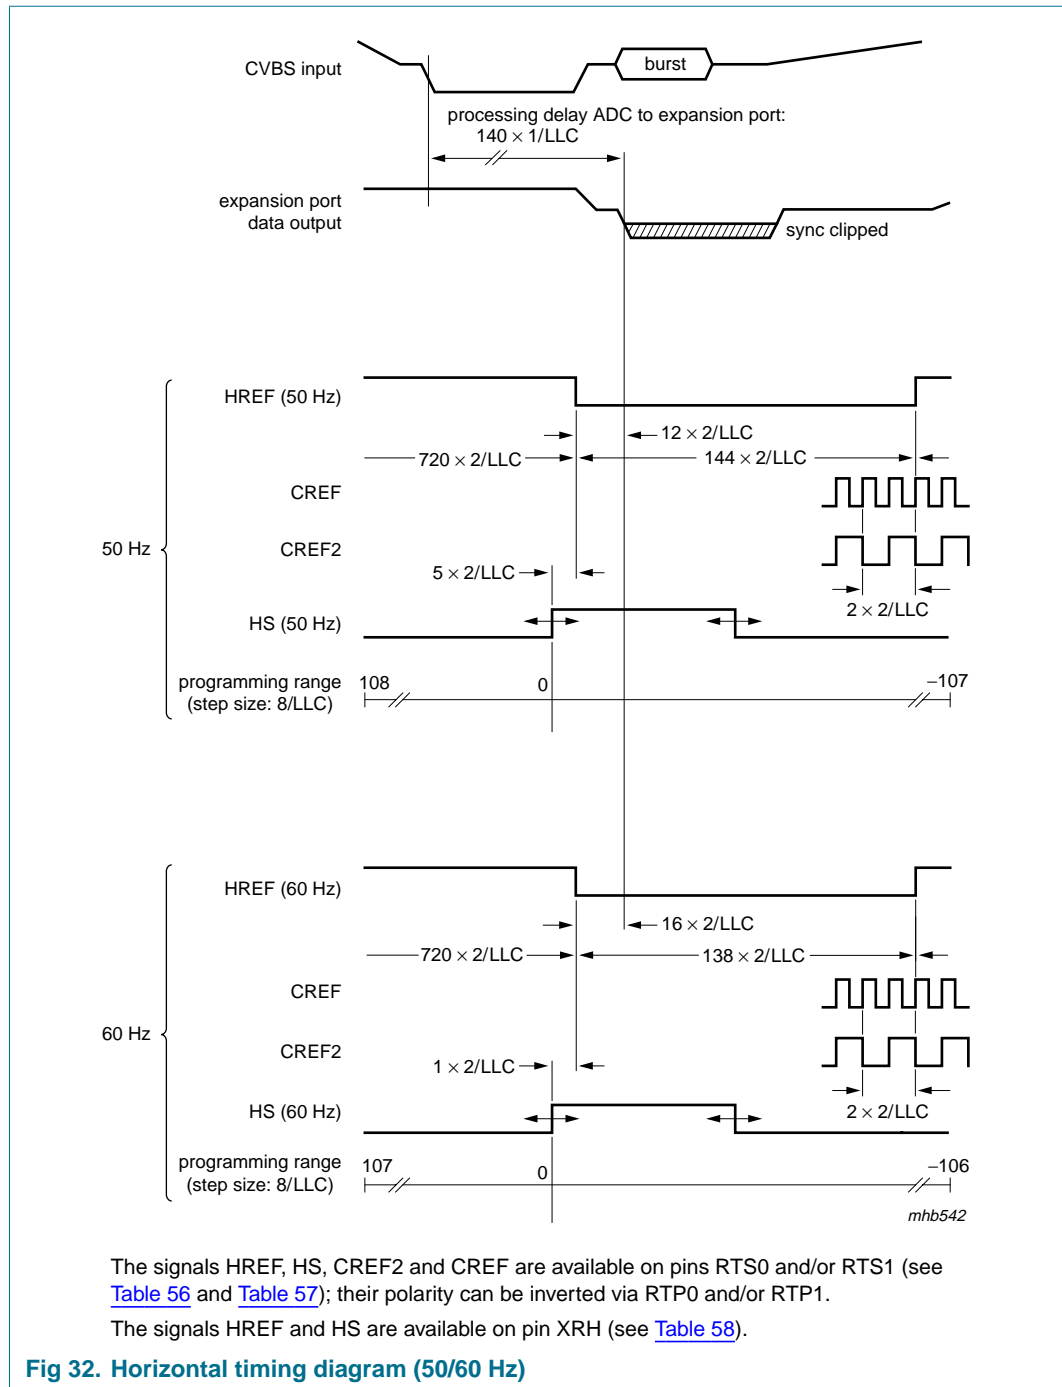 CVBS input
burst
processing delay ADC to expansion port:
140 × 1/LLC
expansion port
data output
sync clipped
HREF (50 Hz)
12 × 2/LLC
720 × 2/LLC
144 × 2/LLC
CREF
50 Hz
CREF2
5 × 2/LLC
2 × 2/LLC
HS (50 Hz)
programming range
(step size: 8/LLC)
108
0
−107
HREF (60 Hz)
16 × 2/LLC
720 × 2/LLC
138 × 2/LLC
CREF
60 Hz
CREF2
1 × 2/LLC
2 × 2/LLC
HS (60 Hz)
programming range
(step size: 8/LLC)
107
0
−106
mhb542
The signals HREF, HS, CREF2 and CREF are available on pins RTS0 and/or RTS1 (see
Table 56 and Table 57); their polarity can be inverted via RTP0 and/or RTP1.
The signals HREF and HS are available on pin XRH (see Table 58).
Fig 32. Horizontal timing diagram (50/60 Hz)